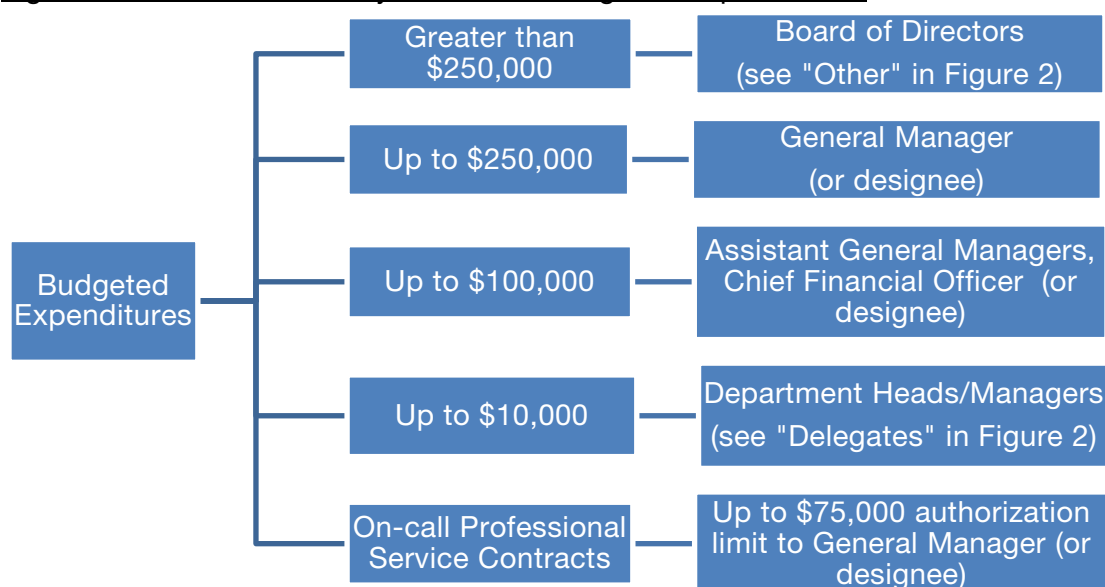 Greater than
$250,000
Board of Directors
(see "Other" in Figure 2)
Up to $250,000
General Manager
(or designee)
Budgeted
Expenditures
Up to $100,000
Assistant General Managers,
Chief Financial Officer (or
designee)
Up to $10,000
Department Heads/Managers
(see "Delegates" in Figure 2)
On-call Professional
Service Contracts
Up to $75,000 authorization
limit to General Manager (or
designee)